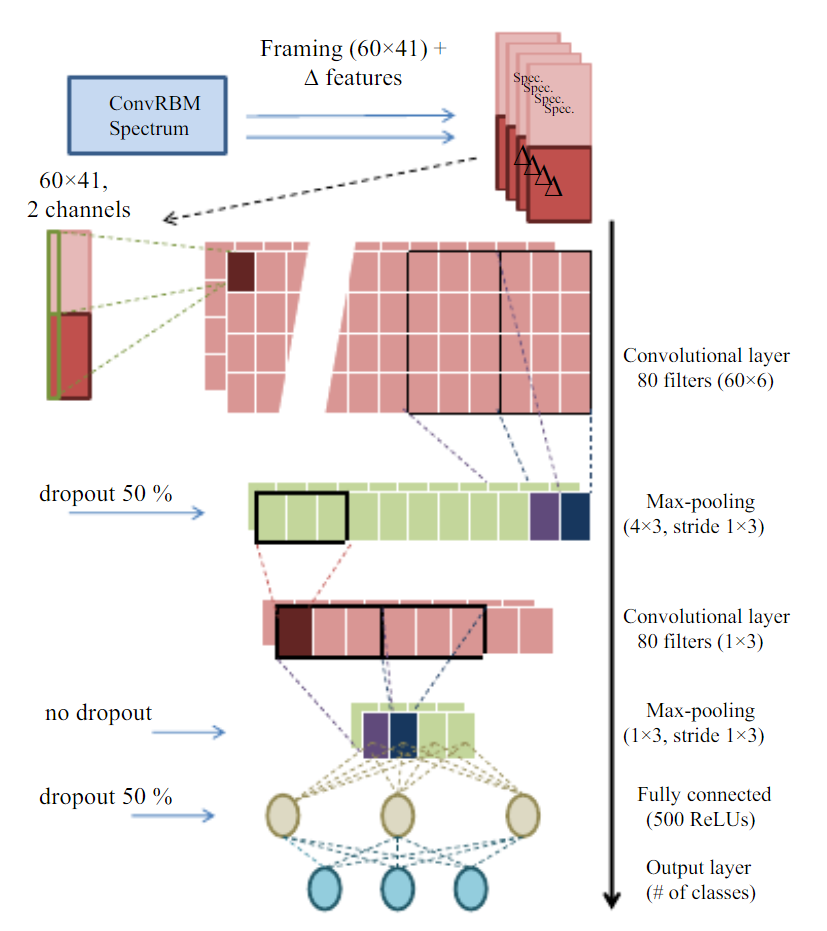 Framing (60×41) +
Δ features
ConvRBM
Spectrum
Spec.
Spec.
Spec.
Spec.
Δ
Δ
Δ
Δ
60×41,
2 channels
Convolutional layer
80 filters (60×6)
dropout 50 %
Max-pooling
(4×3, stride 1×3)
Convolutional layer
80 filters (1×3)
no dropout
Max-pooling
(1×3, stride 1×3)
dropout 50 %
Fully connected
(500 ReLUs)
Output layer
(# of classes)